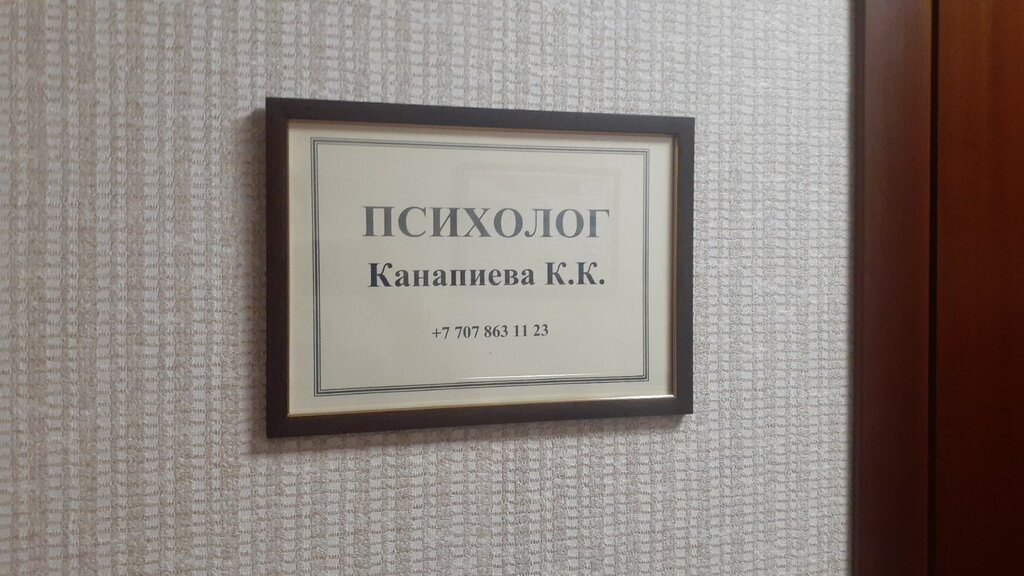 ПСИХОЛОГ
Канапиева К.К.
+7 707 863 11 23